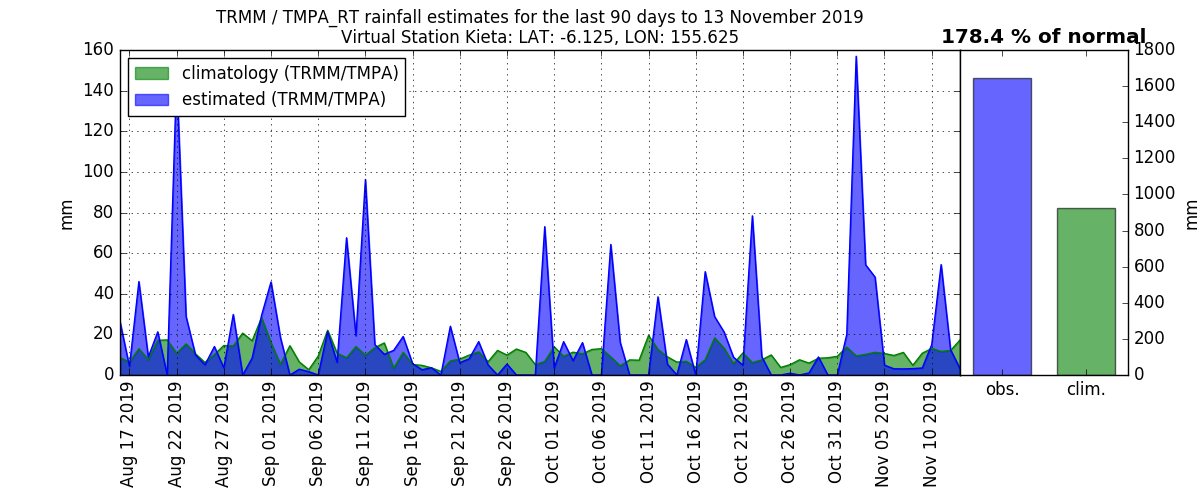 TRMM / TMPA_RT rainfall estimates for the last 90 days to 13 November 2019
Virtual Station Kieta: LAT: -6.125, LON: 155.625
178.4 % of normal
climatology (TRMM/TMPA)
estimated (TRMM/TMPA)
mm
160
140
120
100
80
60
40
20
0
Aug 17 2019
Aug 22 2019
Aug 27 2019
Sep 01 2019
Sep 06 2019
Sep 11 2019
Sep 16 2019
Sep 21 2019
Sep 26 2019
Oct 01 2019
Oct 06 2019
Oct 11 2019
Oct 16 2019
Oct 21 2019
Oct 26 2019
Oct 31 2019
Nov 05 2019
Nov 10 2019
obs.
clim.
1800
1600
1400
1200
1000
800
600
400
200
0
mm